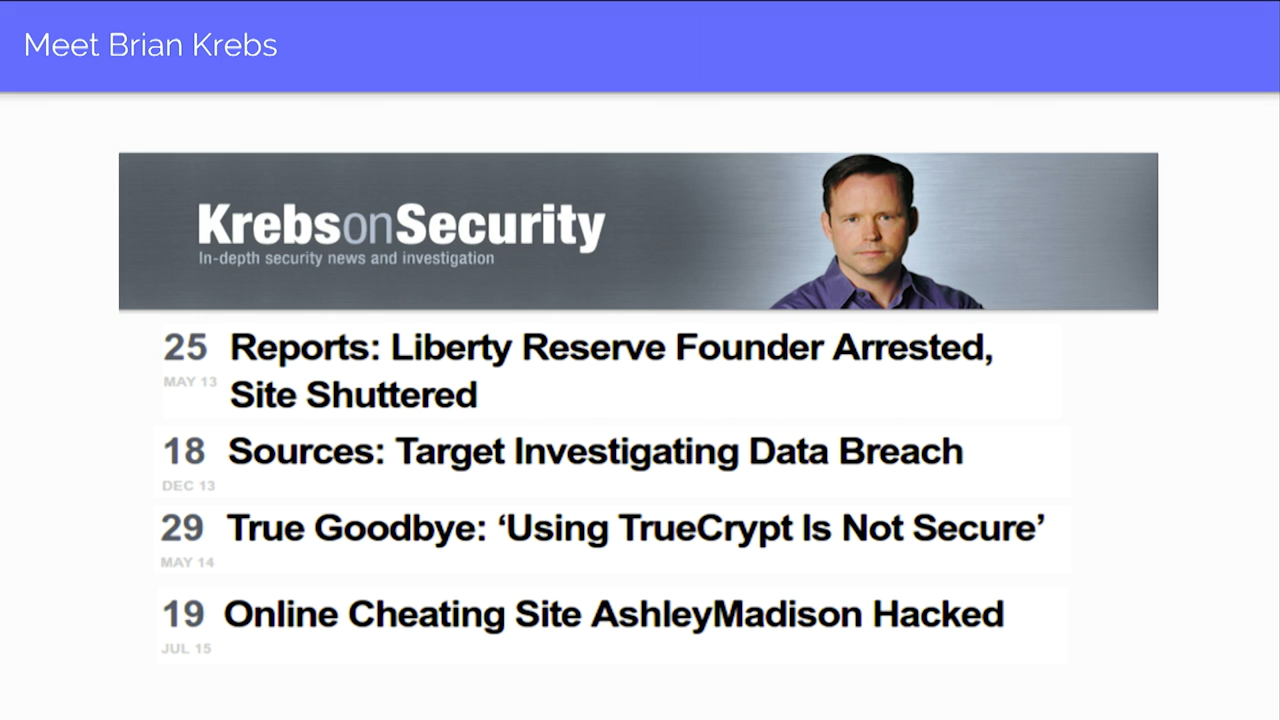 Meet Brian Krebs
KrebsonSecurity
In-depth security news and investigation
25 Reports: Liberty Reserve Founder Arrested,
MAY 13 Site Shuttered
18 Sources: Target Investigating Data Breach
DEC 13
29 True Goodbye: ‘Using TrueCrypt Is Not Secure’
MAY 14
19 Online Cheating Site AshleyMadison Hacked
JUL 15